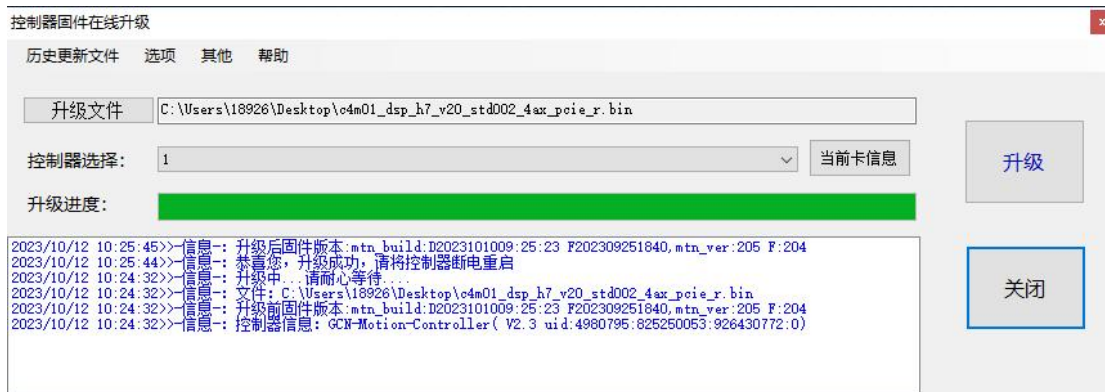 控制器固件在线升级
历史更新文件 选项 其他 帮助
升级文件 C:\Users\18926\Desktop\c4m01_dsp_h7_v20_std002_4ax_pcie_r.bin
控制器选择： 1 当前卡信息
升级
升级进度：
2023/10/12 10:25:45>>-信息-: 升级后固件版本:mtn_build:D2023101009:25:23 F202309251840,mtn_ver:205 F:204
2023/10/12 10:25:44>>-信息-: 恭喜您，升级成功，请将控制器断电重启
2023/10/12 10:24:32>>-信息-: 升级中...请耐心等待....
2023/10/12 10:24:32>>-信息-: 文件：C:\Users\18926\Desktop\c4m01_dsp_h7_v20_std002_4ax_pcie_r.bin
2023/10/12 10:24:32>>-信息-: 升级前固件版本:mtn_build:D2023101009:25:23 F202309251840,mtn_ver:205 F:204
2023/10/12 10:24:32>>-信息-: 控制器信息：GCN-Motion-Controller( V2.3 uid:4980795:825250053:926430772:0)
关闭